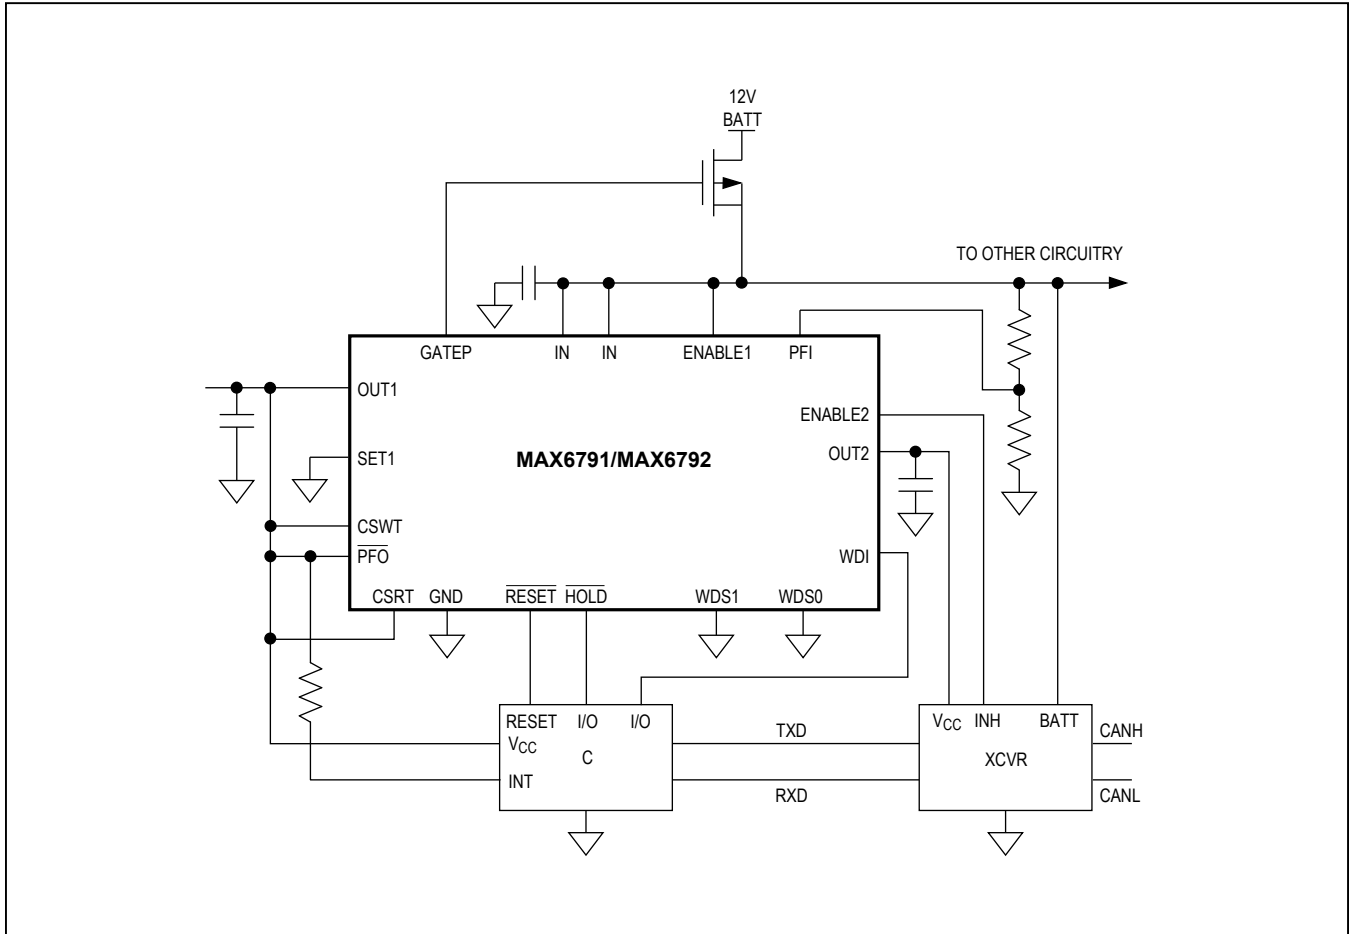 12V
BATT
TO OTHER CIRCUITRY
GATEP
IN
IN
ENABLE1
PFI
OUT1
ENABLE2
OUT2
SET1
MAX6791/MAX6792
CSWT
PFO
WDI
CSRT
GND
RESET
HOLD
WDS1
WDS0
RESET
I/O
I/O
VCC
C
INT
TXD
RXD
VCC
INH
BATT
XCVR
CANH
CANL